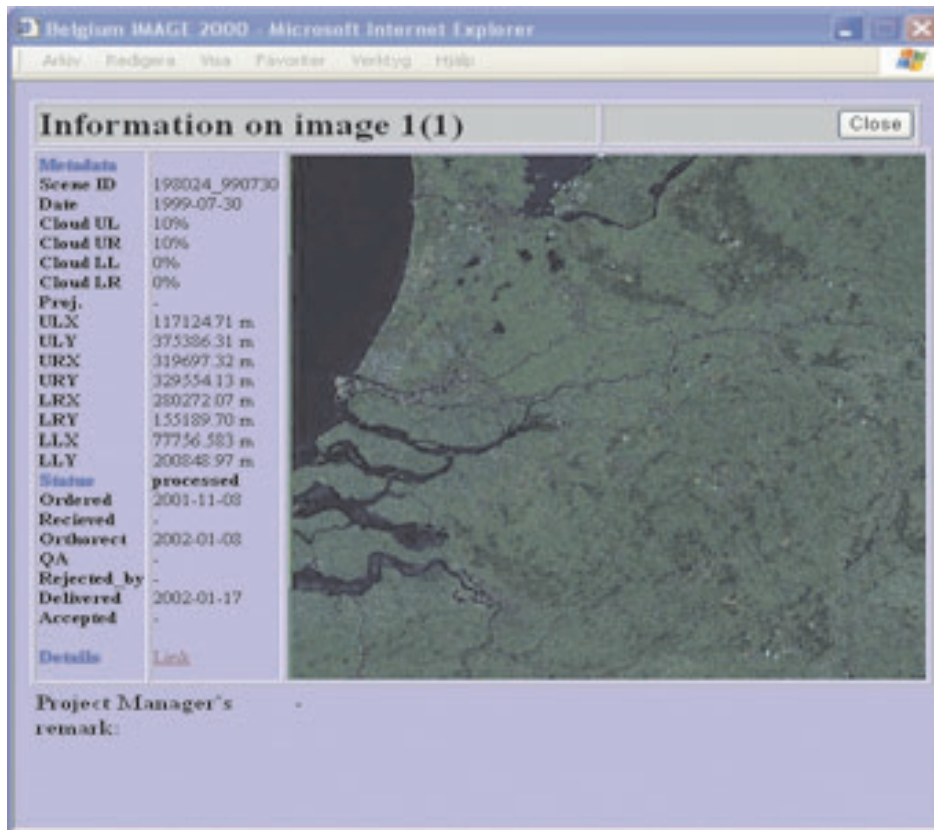 Belgium IMAGE 2000 - Microsoft Internet Explorer
Arkiv Redigera Visa Favoriter Verktyg Hjälp
Information on image 1(1) Close
Metadata
Scene ID 198024_990730
Date 1999-07-30
Cloud UL 10%
Cloud UR 10%
Cloud LL 0%
Cloud LR 0%
Proj. -
ULX 117124.71 m
ULY 375386.31 m
URX 319697.32 m
URY 329554.13 m
LRX 280272.07 m
LRY 155189.70 m
LLX 77756.583 m
LLY 200848.97 m
Status processed
Ordered 2001-11-08
Recieved -
Orthorect 2002-01-08
QA -
Rejected_by -
Delivered 2002-01-17
Accepted -
Details Link
Project Manager's -
remark: